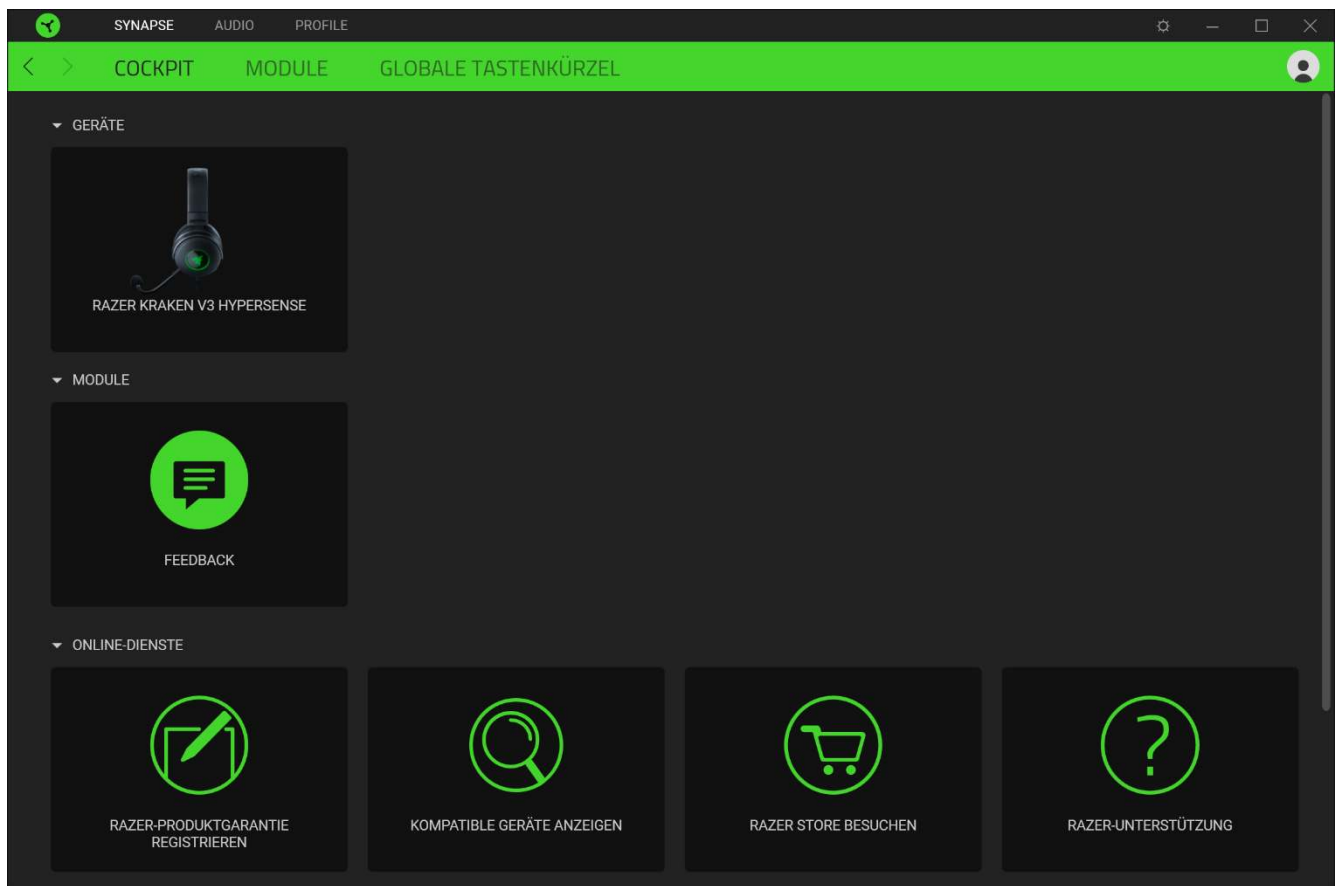 SYNAPSE AUDIO PROFILE
COCKPIT MODULE GLOBALE TASTENKÜRZEL
GERÄTE
RAZER KRAKEN V3 HYPERSENSE
MODULE
FEEDBACK
ONLINE-DIENSTE
RAZER-PRODUKTGARANTIE
REGISTRIEREN
KOMPATIBLE GERÄTE ANZEIGEN
RAZER STORE BESUCHEN
RAZER-UNTERSTÜTZUNG